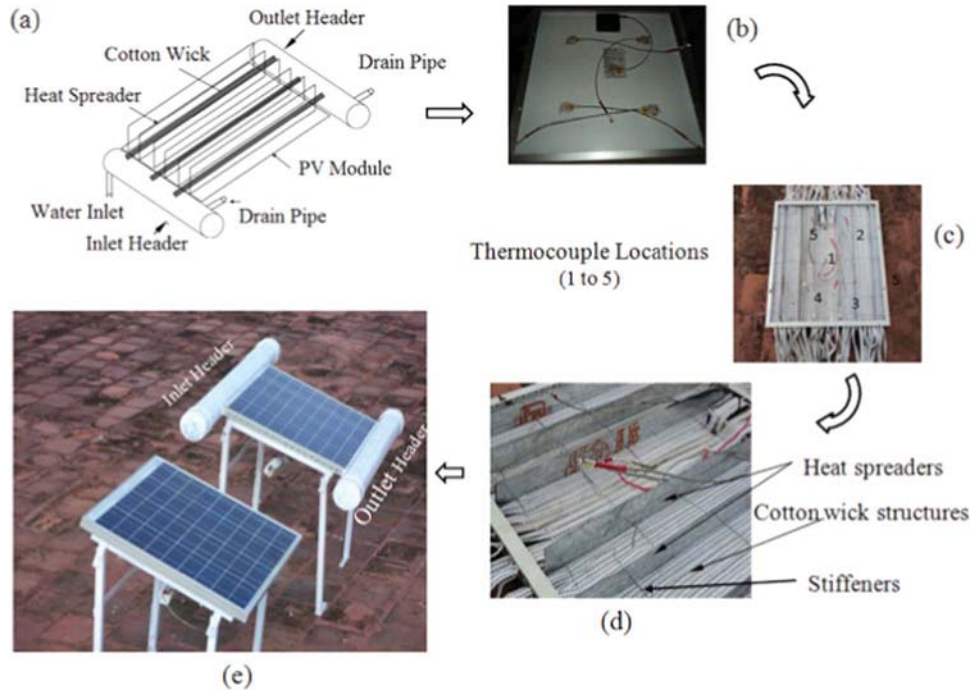 (a)
Outlet Header
Cotton Wick
Drain Pipe
Heat Spreader
PV Module
Water Inlet
Drain Pipe
Inlet Header
(b)
Thermocouple Locations
(1 to 5)
(c)
5
2
1
5
4
3
Heat spreaders
Cotton wick structures
Stiffeners
(d)
Inlet Header
Outlet Header
(e)